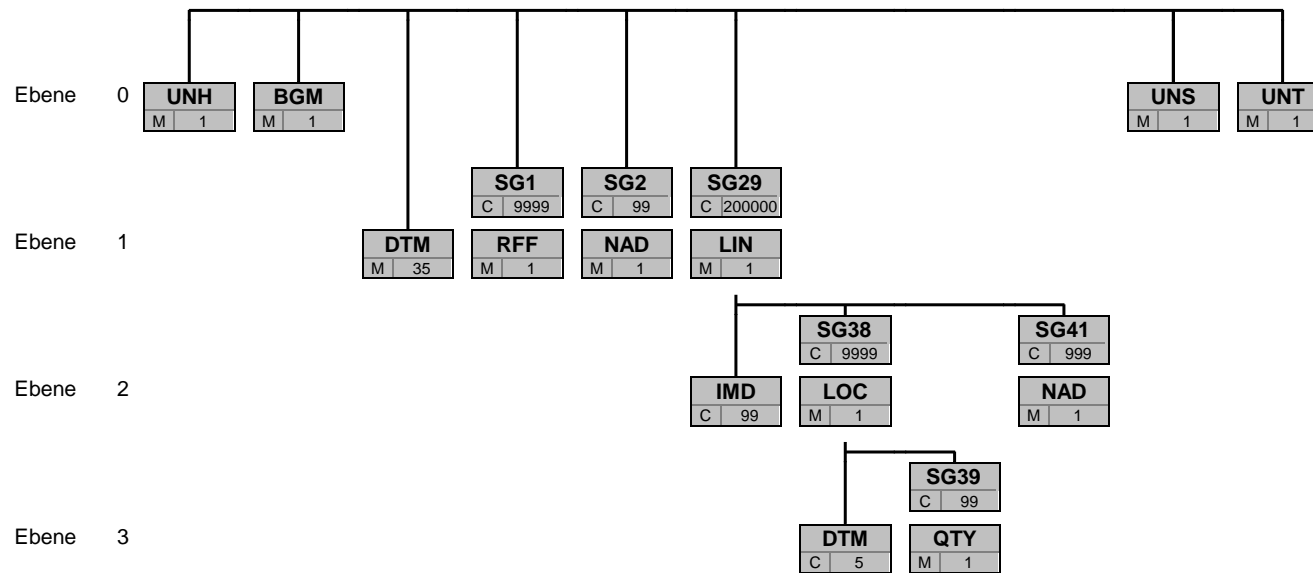 Ebene 0 UNH BGM UNS UNT
M 1 M 1 M 1 M 1
SG1 SG2 SG29
C 9999 C 99 C 200000
Ebene 1 DTM RFF NAD LIN
M 35 M 1 M 1 M 1
SG38 SG41
C 9999 C 999
Ebene 2 IMD LOC NAD
C 99 M 1 M 1
SG39
C 99
Ebene 3 DTM QTY
C 5 M 1